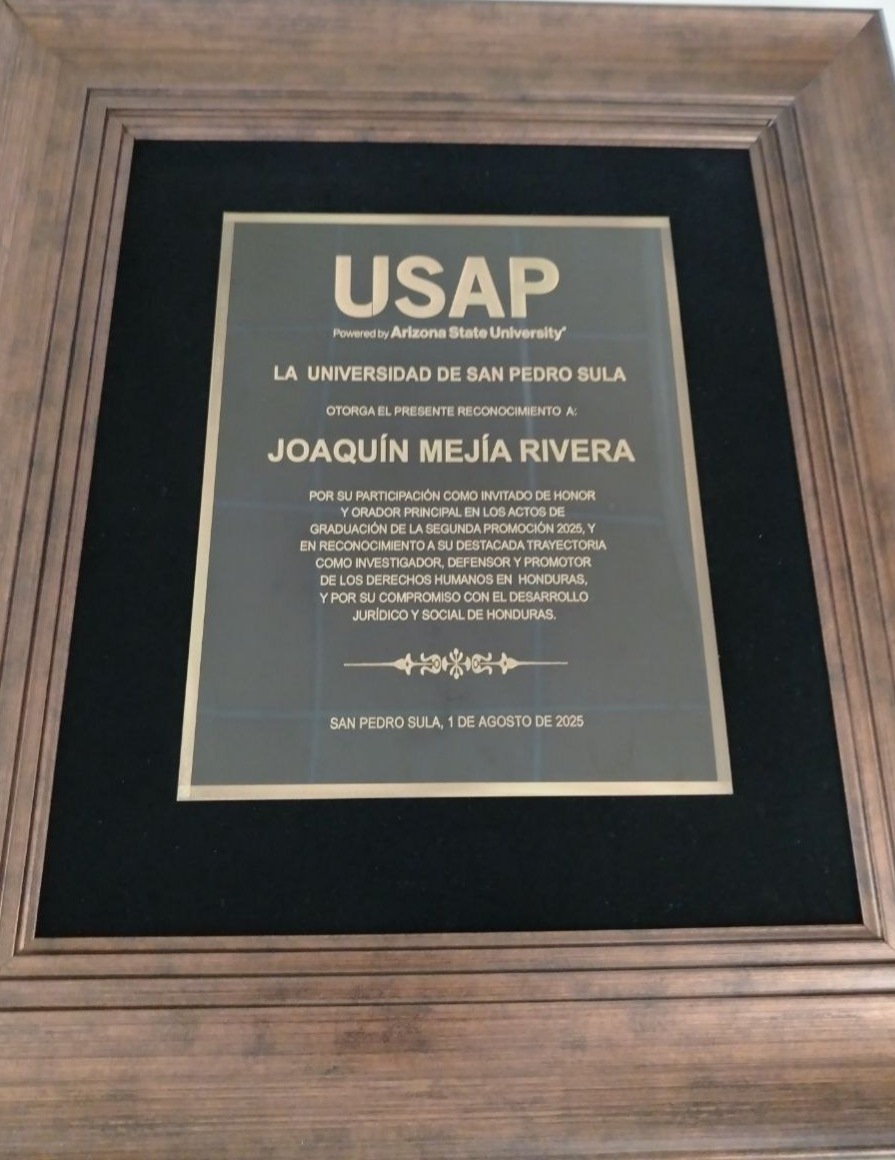 USAP
Powered by Arizona State University®
LA UNIVERSIDAD DE SAN PEDRO SULA
OTORGA EL PRESENTE RECONOCIMIENTO A:
JOAQUÍN MEJÍA RIVERA
POR SU PARTICIPACIÓN COMO INVITADO DE HONOR
Y ORADOR PRINCIPAL EN LOS ACTOS DE
GRADUACIÓN DE LA SEGUNDA PROMOCIÓN 2025, Y
EN RECONOCIMIENTO A SU DESTACADA TRAYECTORIA
COMO INVESTIGADOR, DEFENSOR Y PROMOTOR
DE LOS DERECHOS HUMANOS EN HONDURAS,
Y POR SU COMPROMISO CON EL DESARROLLO
JURÍDICO Y SOCIAL DE HONDURAS.
SAN PEDRO SULA, 1 DE AGOSTO DE 2025